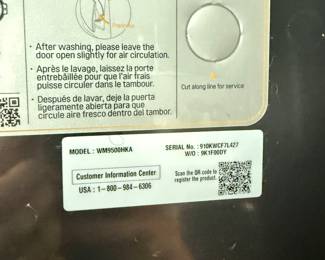 · After washing, please leave the
door open slightly for air circulation.
· Après le lavage, laissez la porte
entrebâillée pour que l'air frais
puisse circuler dans le tambour.
· Después de lavar, deja la puerta
ligeramente abierta para que
circule aire fresco dentro del tambor.
Cut along line for service
MODEL : WM9500HKA
SERIAL No. : 910KWCF7L427
W/O : 9K1F00DY
Customer Information Center
USA : 1-800-984-6306
Scan the QR code to
register the product.